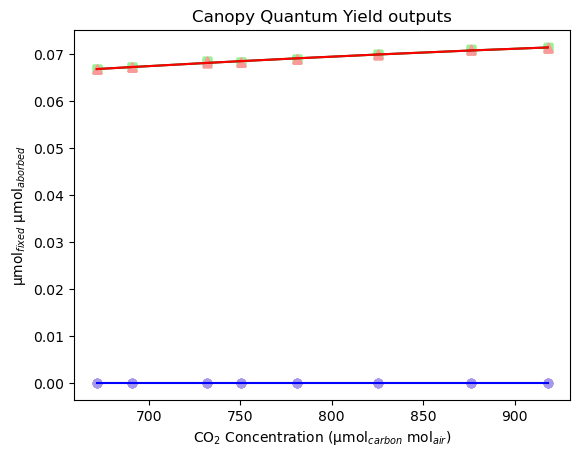 Canopy Quantum Yield outputs
0.07
0.06
0.05
0.04
0.03
0.02
0.01
0.00
µmol_fixed µmol_aborbed
700 750 800 850 900
CO₂ Concentration (µmol_carbon mol_air)